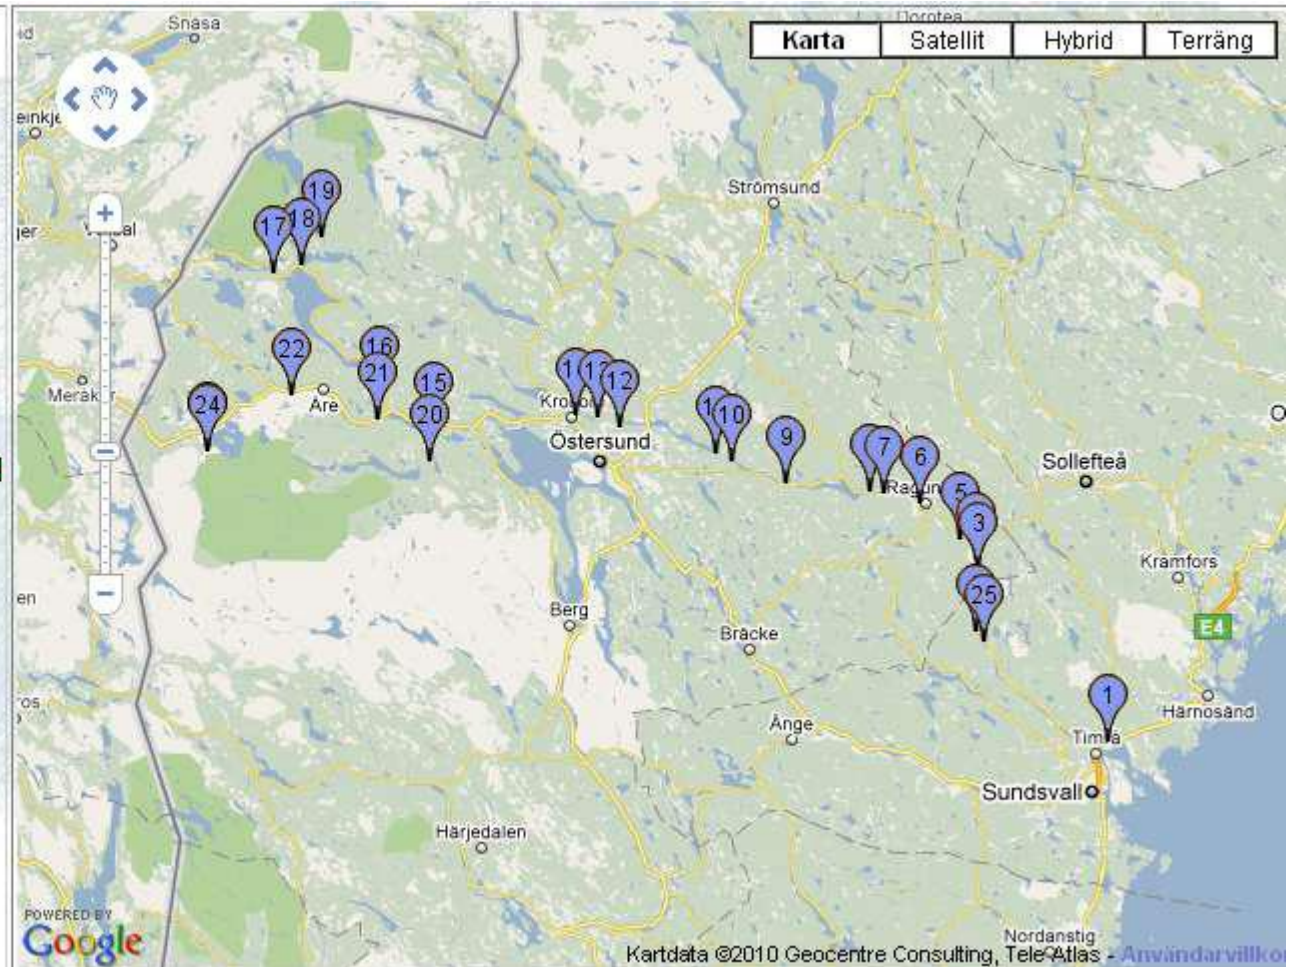 Snasa
Dorotea
Karta Satellit Hybrid Terräng
Strömsund
19
18
17
16
22
21
15
12
24
Åre
20
10
9
7
6
Östersund
Sollefteå
5
3
Kramfors
25
Berg
E4
Bräcke
1
Härnösand
Ånge
Timrå
Sundsvall
Härjedalen
POWERED BY
Google
Nordanstig
Kartdata ©2010 Geocentre Consulting, Tele Atlas -